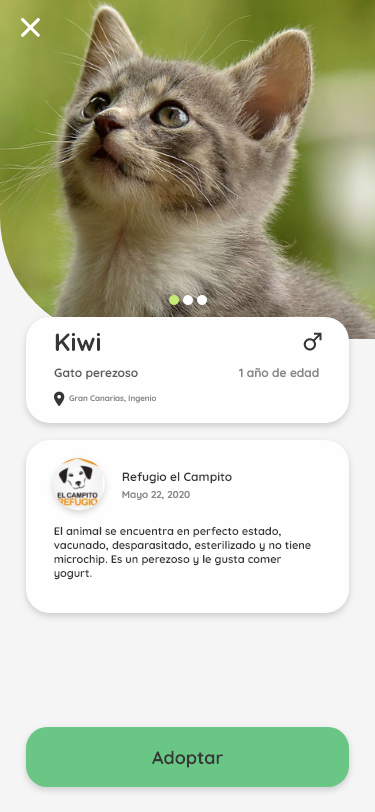 Kiwi
Gato perezoso
1 año de edad
Gran Canarias, Ingenio
EL CAMPITO
REFUGIO
Refugio el Campito
Mayo 22, 2020
El animal se encuentra en perfecto estado,
vacunado, desparasitado, esterilizado y no tiene
microchip. Es un perezoso y le gusta comer
yogurt.
Adoptar